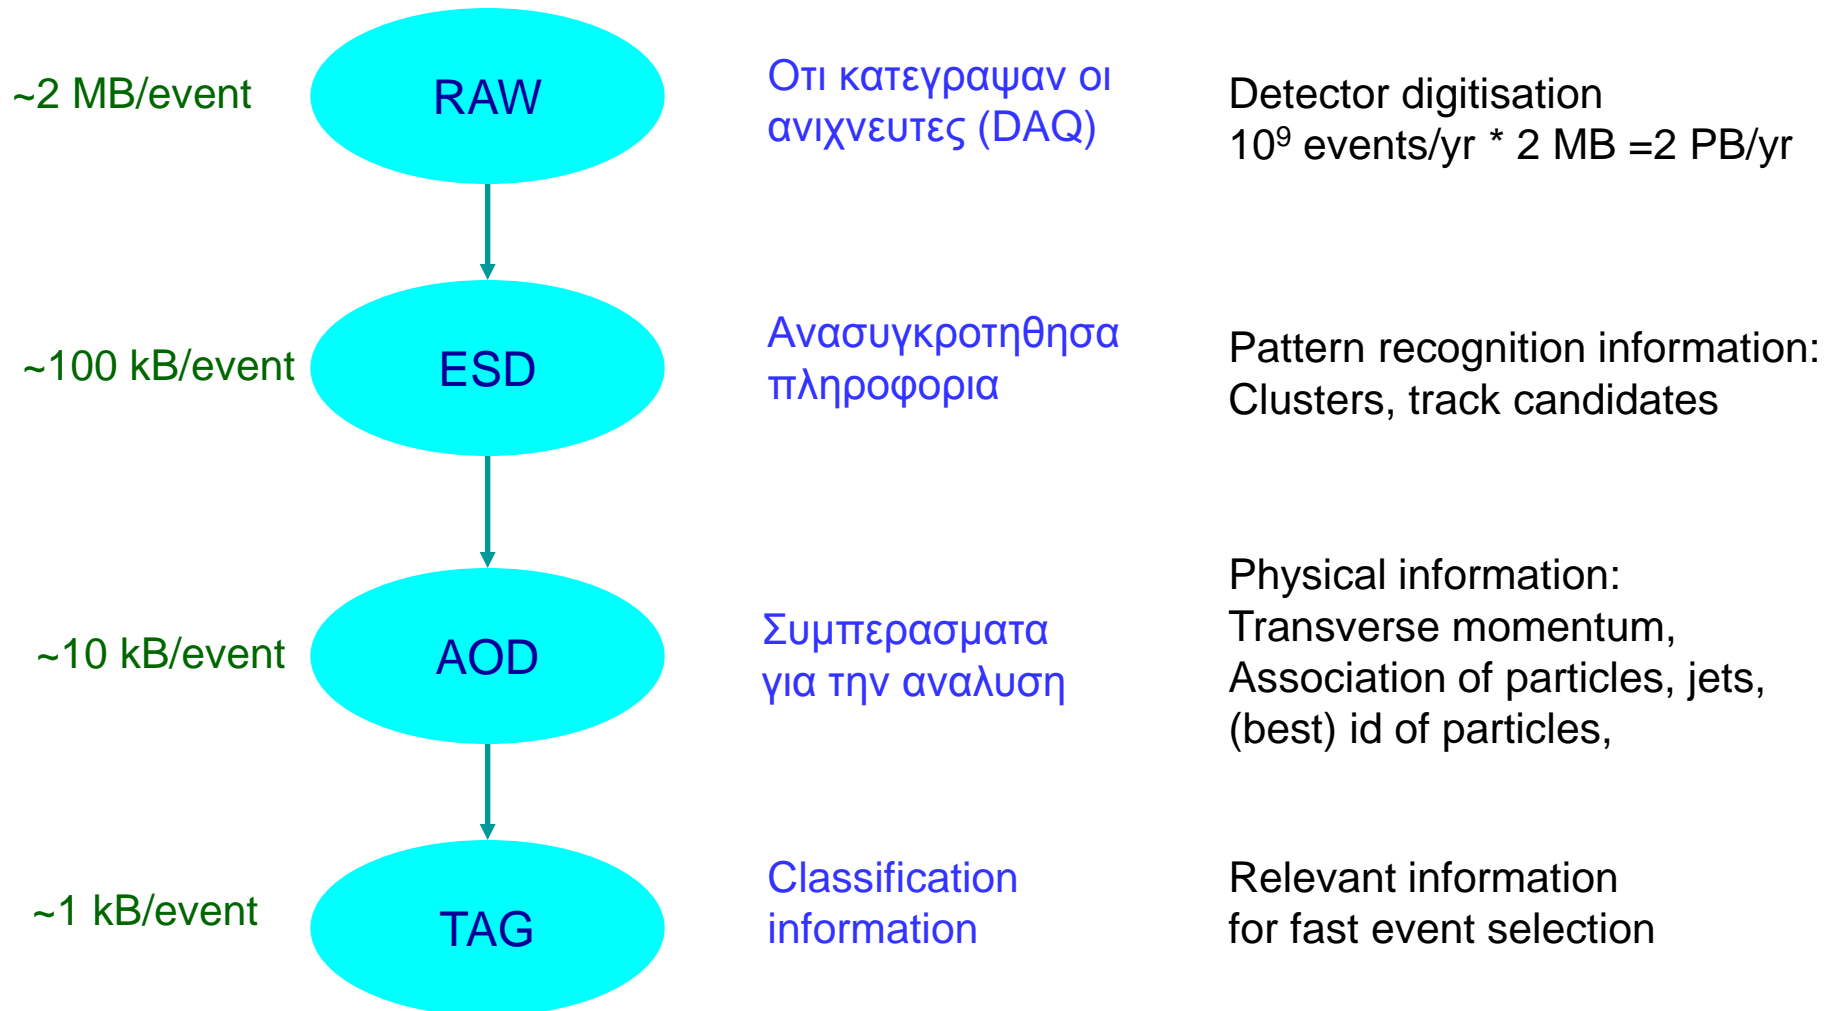 ~2 MB/event
RAW
Οτι κατεγραψαν οι
ανιχνευτες (DAQ)
Detector digitisation
10⁹ events/yr * 2 MB =2 PB/yr
~100 kB/event
ESD
Ανασυγκροτηθησα
πληροφορια
Pattern recognition information:
Clusters, track candidates
~10 kB/event
AOD
Συμπερασματα
για την αναλυση
Physical information:
Transverse momentum,
Association of particles, jets,
(best) id of particles,
~1 kB/event
TAG
Classification
information
Relevant information
for fast event selection